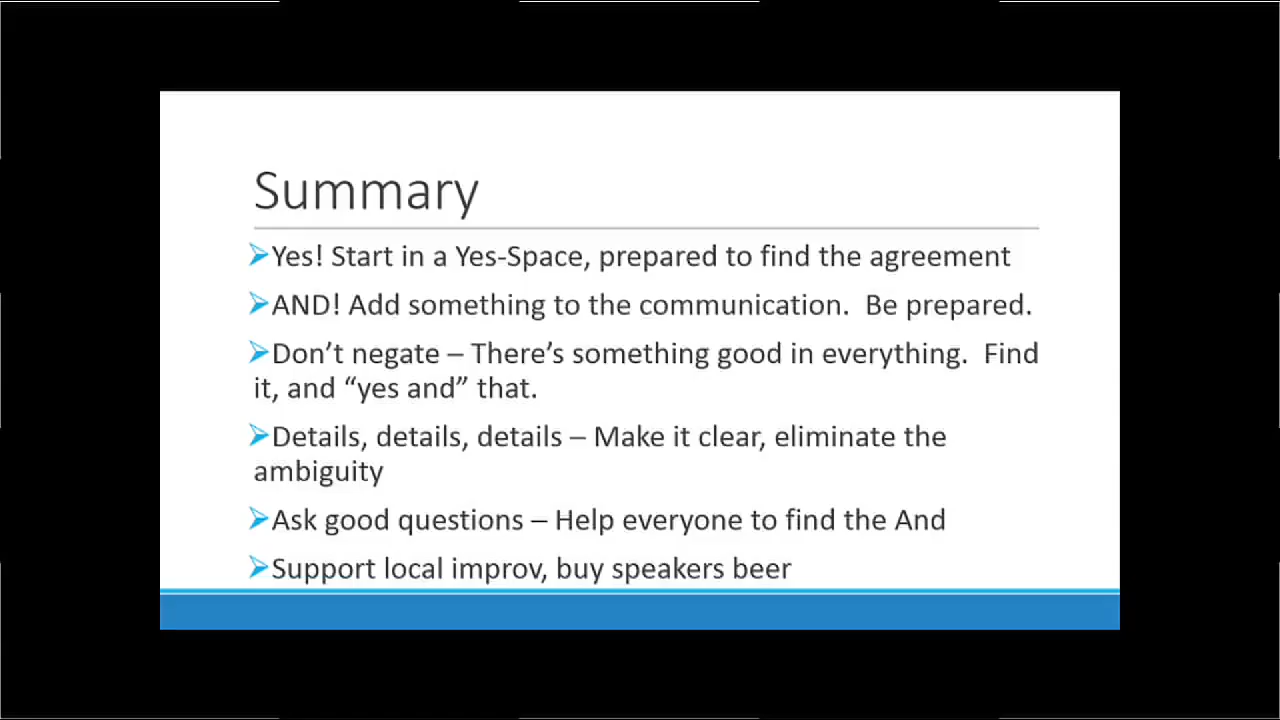 Summary
Yes! Start in a Yes-Space, prepared to find the agreement
AND! Add something to the communication.  Be prepared.
Don’t negate – There’s something good in everything.  Find
it, and “yes and” that.
Details, details, details – Make it clear, eliminate the
ambiguity
Ask good questions – Help everyone to find the And
Support local improv, buy speakers beer